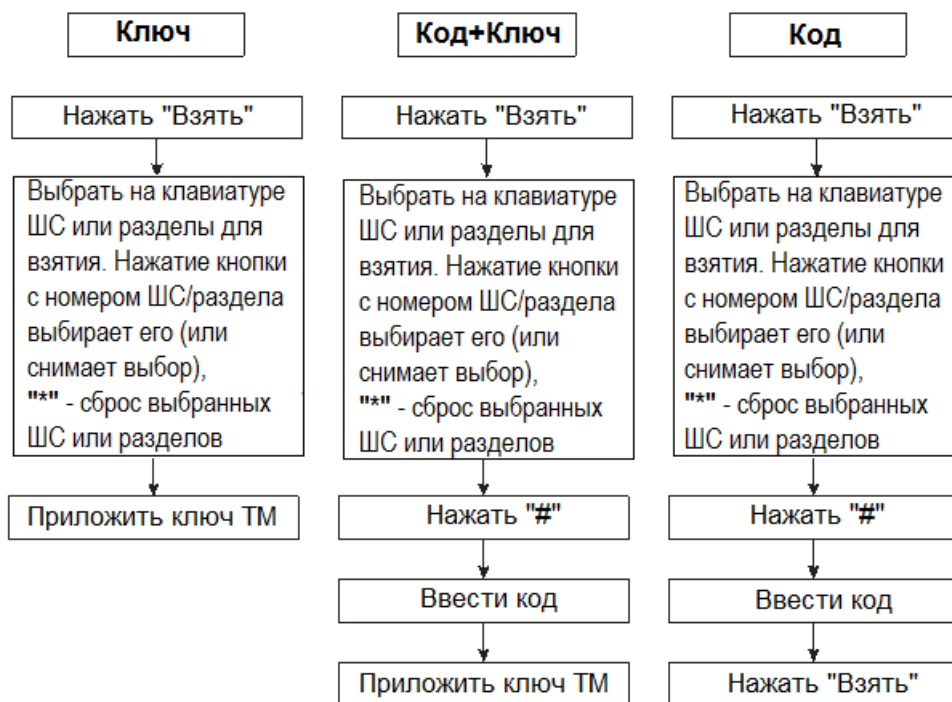 Ключ
Нажать "Взять"
Выбрать на клавиатуре
ШС или разделы для
взятия. Нажатие кнопки
с номером ШС/раздела
выбирает его (или
снимает выбор),
"*" - сброс выбранных
ШС или разделов
Приложить ключ ТМ
Код+Ключ
Нажать "Взять"
Выбрать на клавиатуре
ШС или разделы для
взятия. Нажатие кнопки
с номером ШС/раздела
выбирает его (или
снимает выбор),
"*" - сброс выбранных
ШС или разделов
Нажать "#"
Ввести код
Приложить ключ ТМ
Код
Нажать "Взять"
Выбрать на клавиатуре
ШС или разделы для
взятия. Нажатие кнопки
с номером ШС/раздела
выбирает его (или
снимает выбор),
"*" - сброс выбранных
ШС или разделов
Нажать "#"
Ввести код
Нажать "Взять"